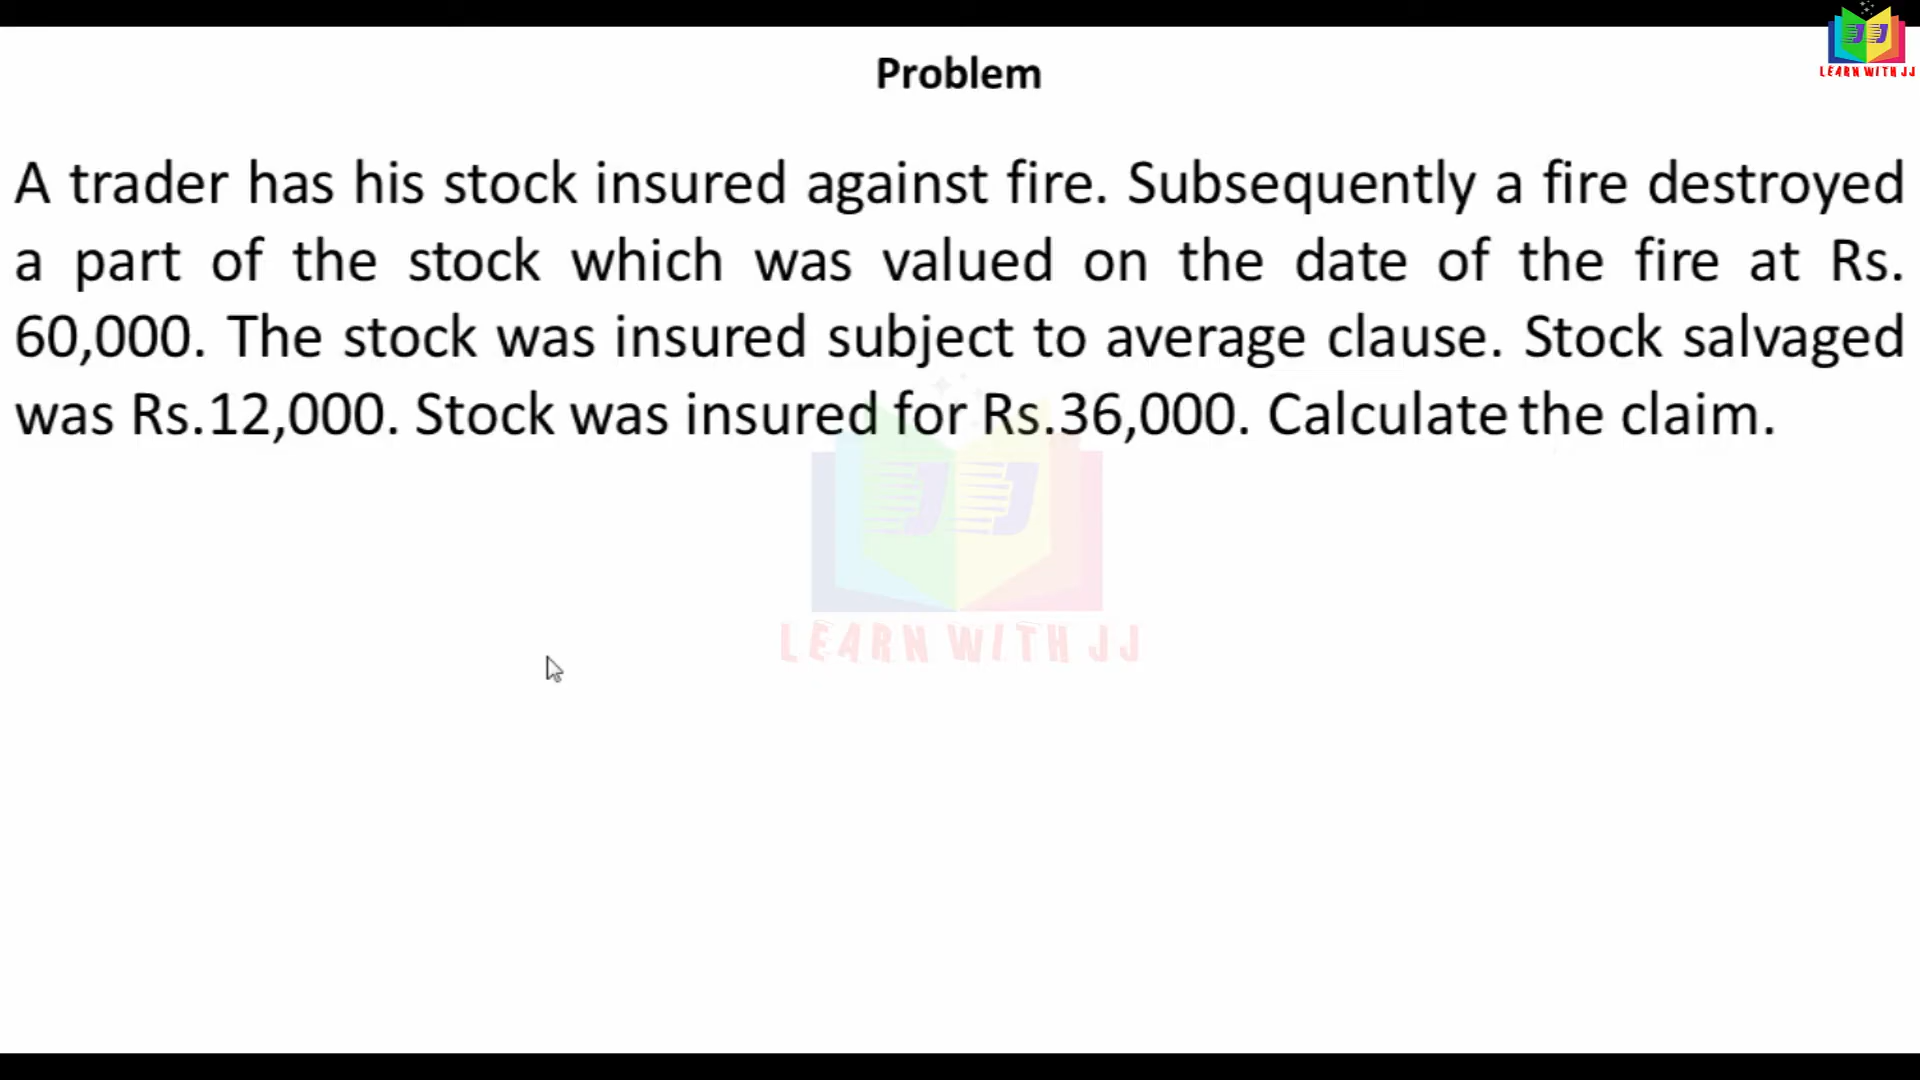 LEARN WITH JJ
Problem
A trader has his stock insured against fire. Subsequently a fire destroyed
a part of the stock which was valued on the date of the fire at Rs.
60,000. The stock was insured subject to average clause. Stock salvaged
was Rs.12,000. Stock was insured for Rs.36,000. Calculate the claim.
JJ
LEARN WITH JJ